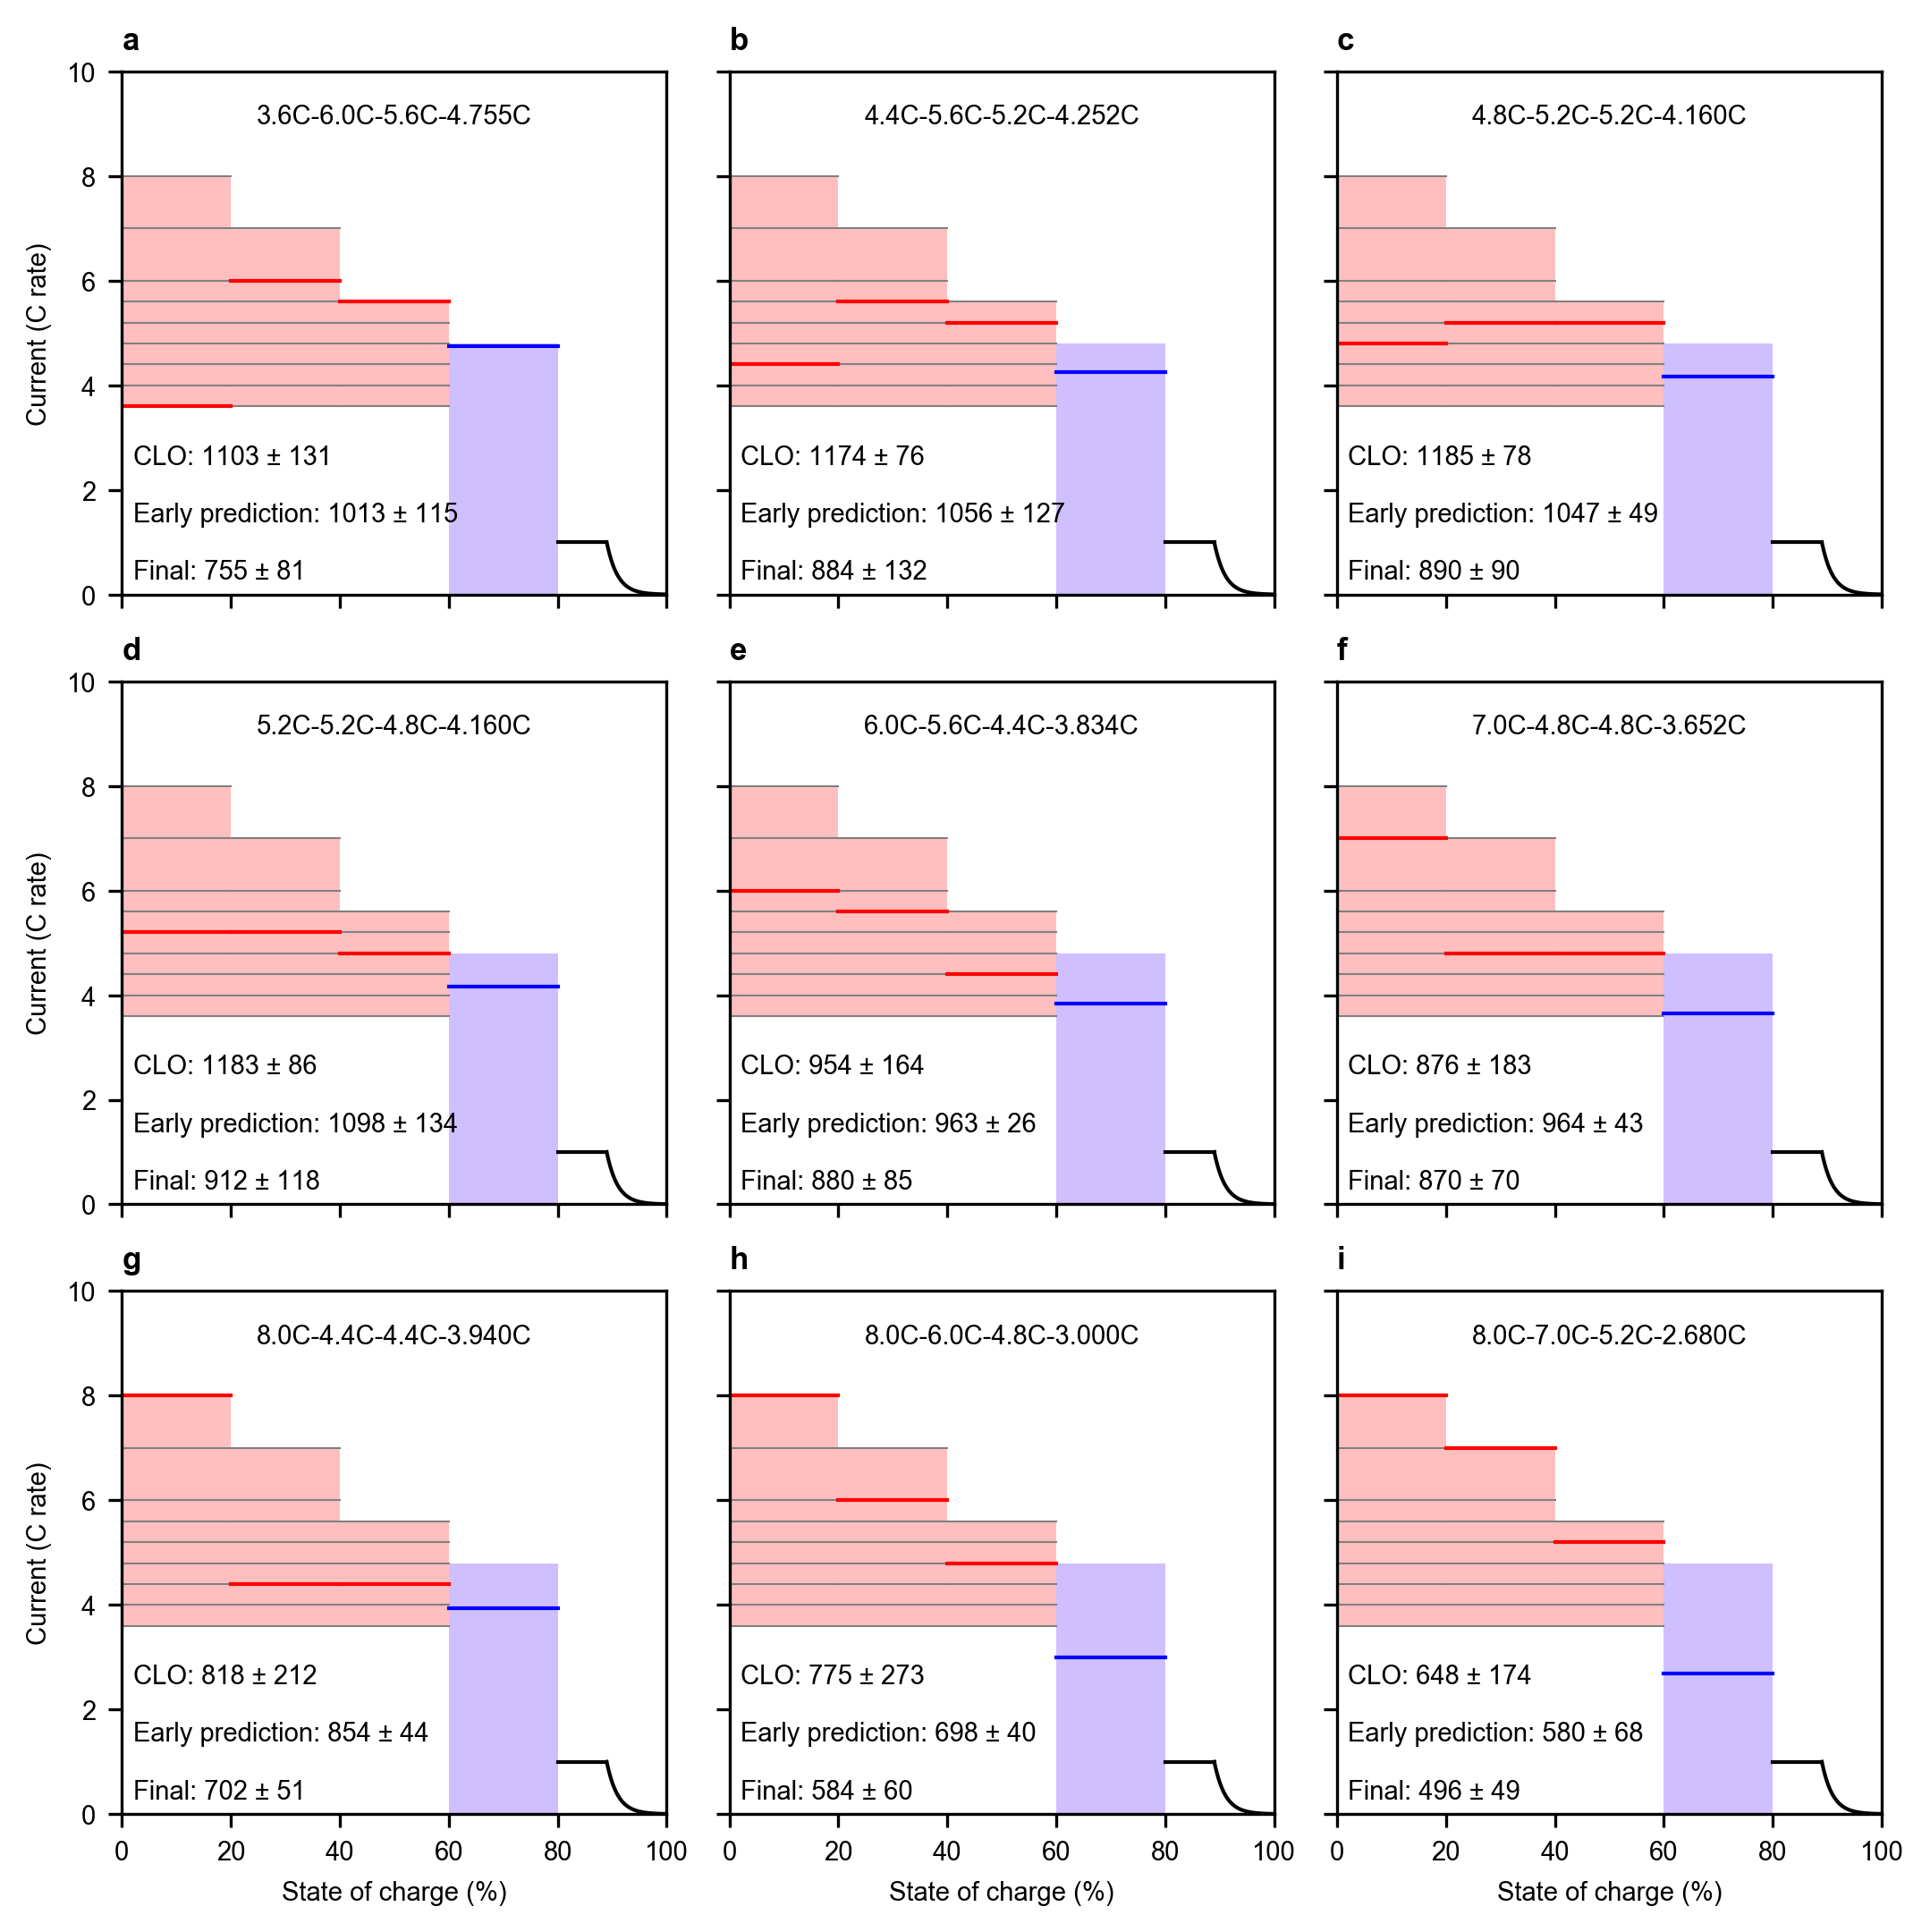 a
b
c
10
8
6
4
2
0
Current (C rate)
3.6C-6.0C-5.6C-4.755C
CLO: 1103 ± 131
Early prediction: 1013 ± 115
Final: 755 ± 81
4.4C-5.6C-5.2C-4.252C
CLO: 1174 ± 76
Early prediction: 1056 ± 127
Final: 884 ± 132
4.8C-5.2C-5.2C-4.160C
CLO: 1185 ± 78
Early prediction: 1047 ± 49
Final: 890 ± 90
d
e
f
10
8
6
4
2
0
Current (C rate)
5.2C-5.2C-4.8C-4.160C
CLO: 1183 ± 86
Early prediction: 1098 ± 134
Final: 912 ± 118
6.0C-5.6C-4.4C-3.834C
CLO: 954 ± 164
Early prediction: 963 ± 26
Final: 880 ± 85
7.0C-4.8C-4.8C-3.652C
CLO: 876 ± 183
Early prediction: 964 ± 43
Final: 870 ± 70
g
h
i
10
8
6
4
2
0
Current (C rate)
8.0C-4.4C-4.4C-3.940C
CLO: 818 ± 212
Early prediction: 854 ± 44
Final: 702 ± 51
8.0C-6.0C-4.8C-3.000C
CLO: 775 ± 273
Early prediction: 698 ± 40
Final: 584 ± 60
8.0C-7.0C-5.2C-2.680C
CLO: 648 ± 174
Early prediction: 580 ± 68
Final: 496 ± 49
0 20 40 60 80 100
0 20 40 60 80 100
0 20 40 60 80 100
State of charge (%)
State of charge (%)
State of charge (%)